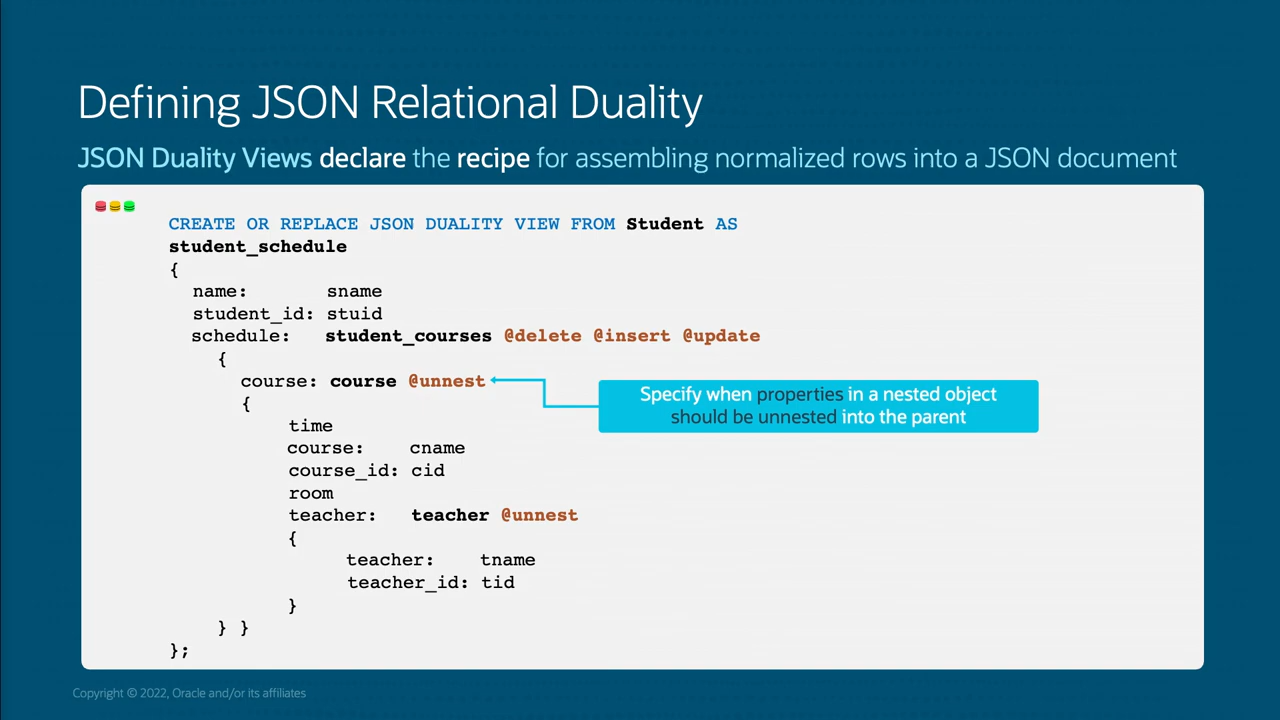 Defining JSON Relational Duality
JSON Duality Views declare the recipe for assembling normalized rows into a JSON document
CREATE OR REPLACE JSON DUALITY VIEW FROM Student AS
student_schedule
{
name: sname
student_id: stuid
schedule: student_courses @delete @insert @update
{
course: course @unnest
Specify when properties in a nested object
should be unnested into the parent
{
time
course: cname
course_id: cid
room
teacher: teacher @unnest
{
teacher: tname
teacher_id: tid
}
} }
};
Copyright © 2022, Oracle and/or its affiliates